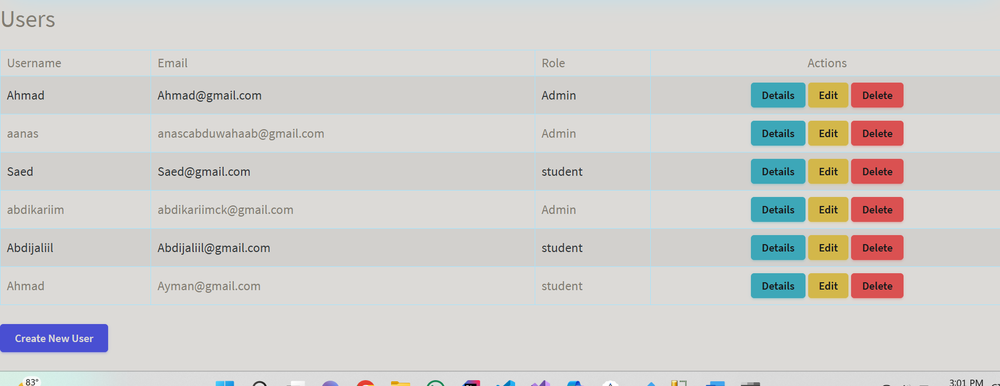 Users
Username Email Role Actions
Ahmad Ahmad@gmail.com Admin Details Edit Delete
aanas anascabduwahaab@gmail.com Admin Details Edit Delete
Saed Saed@gmail.com student Details Edit Delete
abdikariim abdikariimck@gmail.com Admin Details Edit Delete
Abdijaliil Abdijaliil@gmail.com student Details Edit Delete
Ahmad Ayman@gmail.com student Details Edit Delete
Create New User
83°
3:01 PM